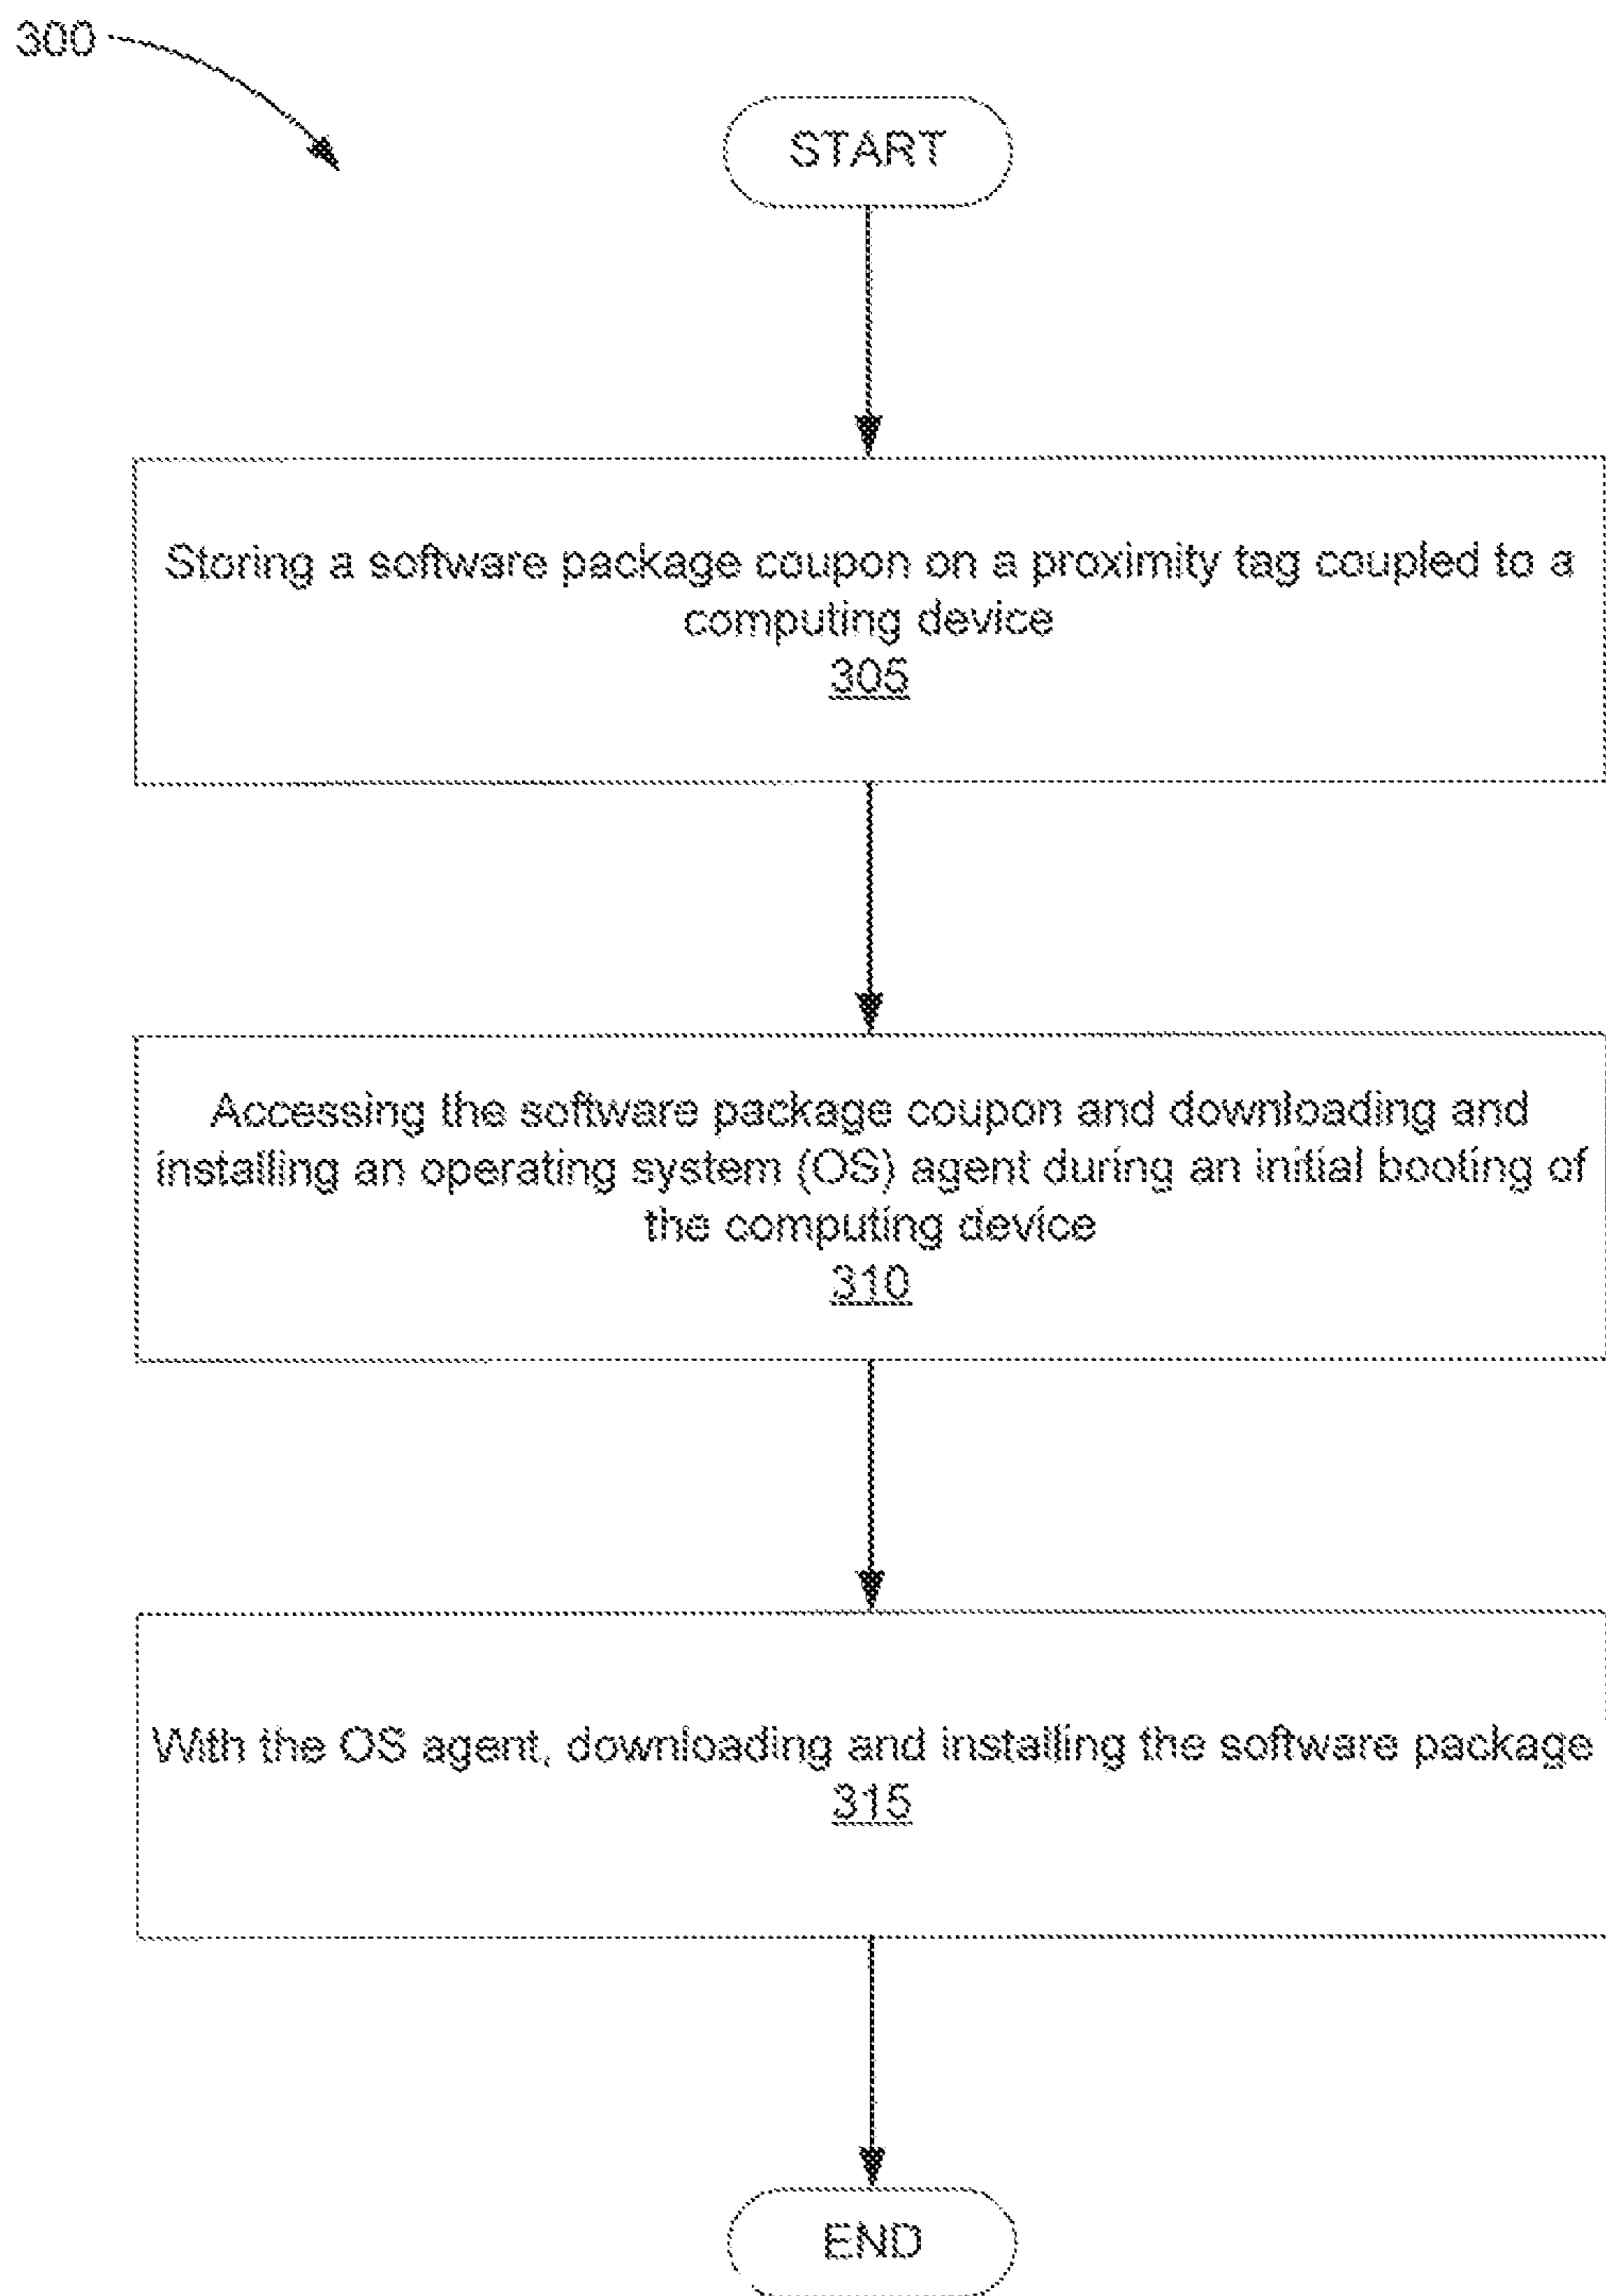 300
START
Storing a software package coupon on a proximity tag coupled to a
computing device
305
Accessing the software package coupon and downloading and
installing an operating system (OS) agent during an initial booting of
the computing device
310
With the OS agent, downloading and installing the software package
315
END